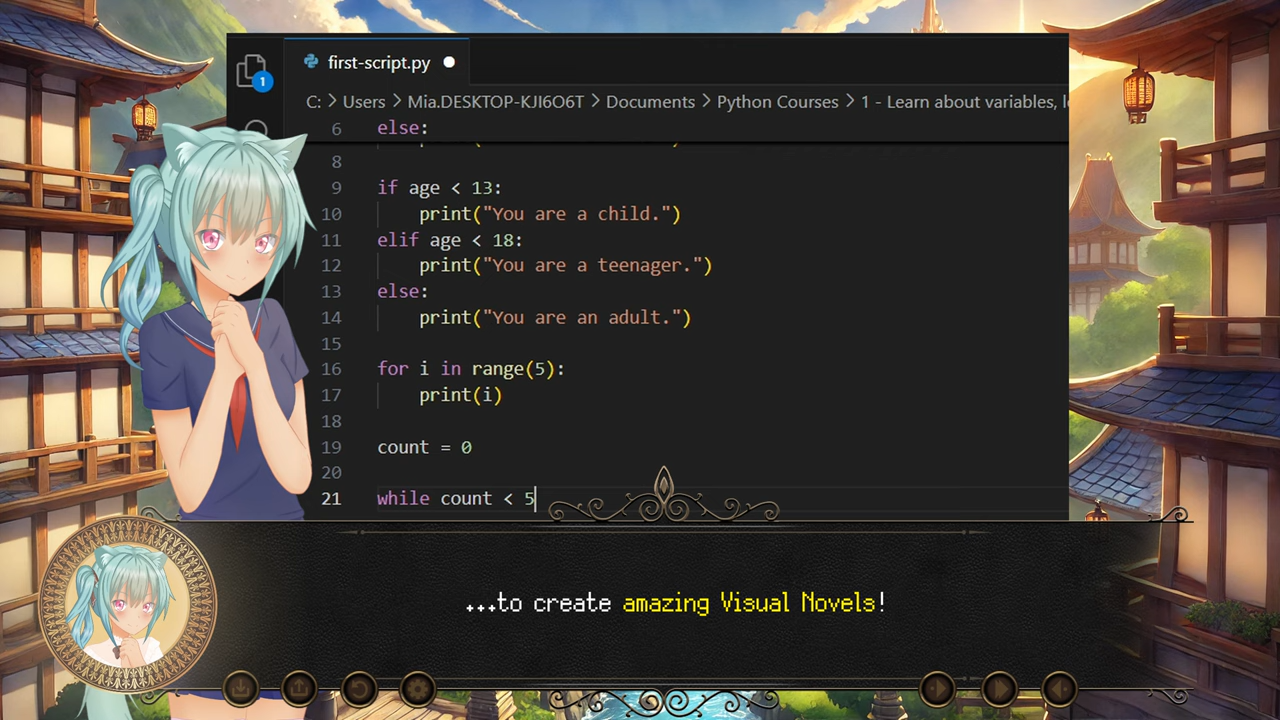 first-script.py
1
C: > Users > Mia.DESKTOP-KJI6O6T > Documents > Python Courses > 1 - Learn about variables,
6 else:
8
9 if age < 13:
10     print("You are a child.")
11 elif age < 18:
12     print("You are a teenager.")
13 else:
14     print("You are an adult.")
15
16 for i in range(5):
17     print(i)
18
19 count = 0
20
21 while count < 5
...to create amazing Visual Novels!